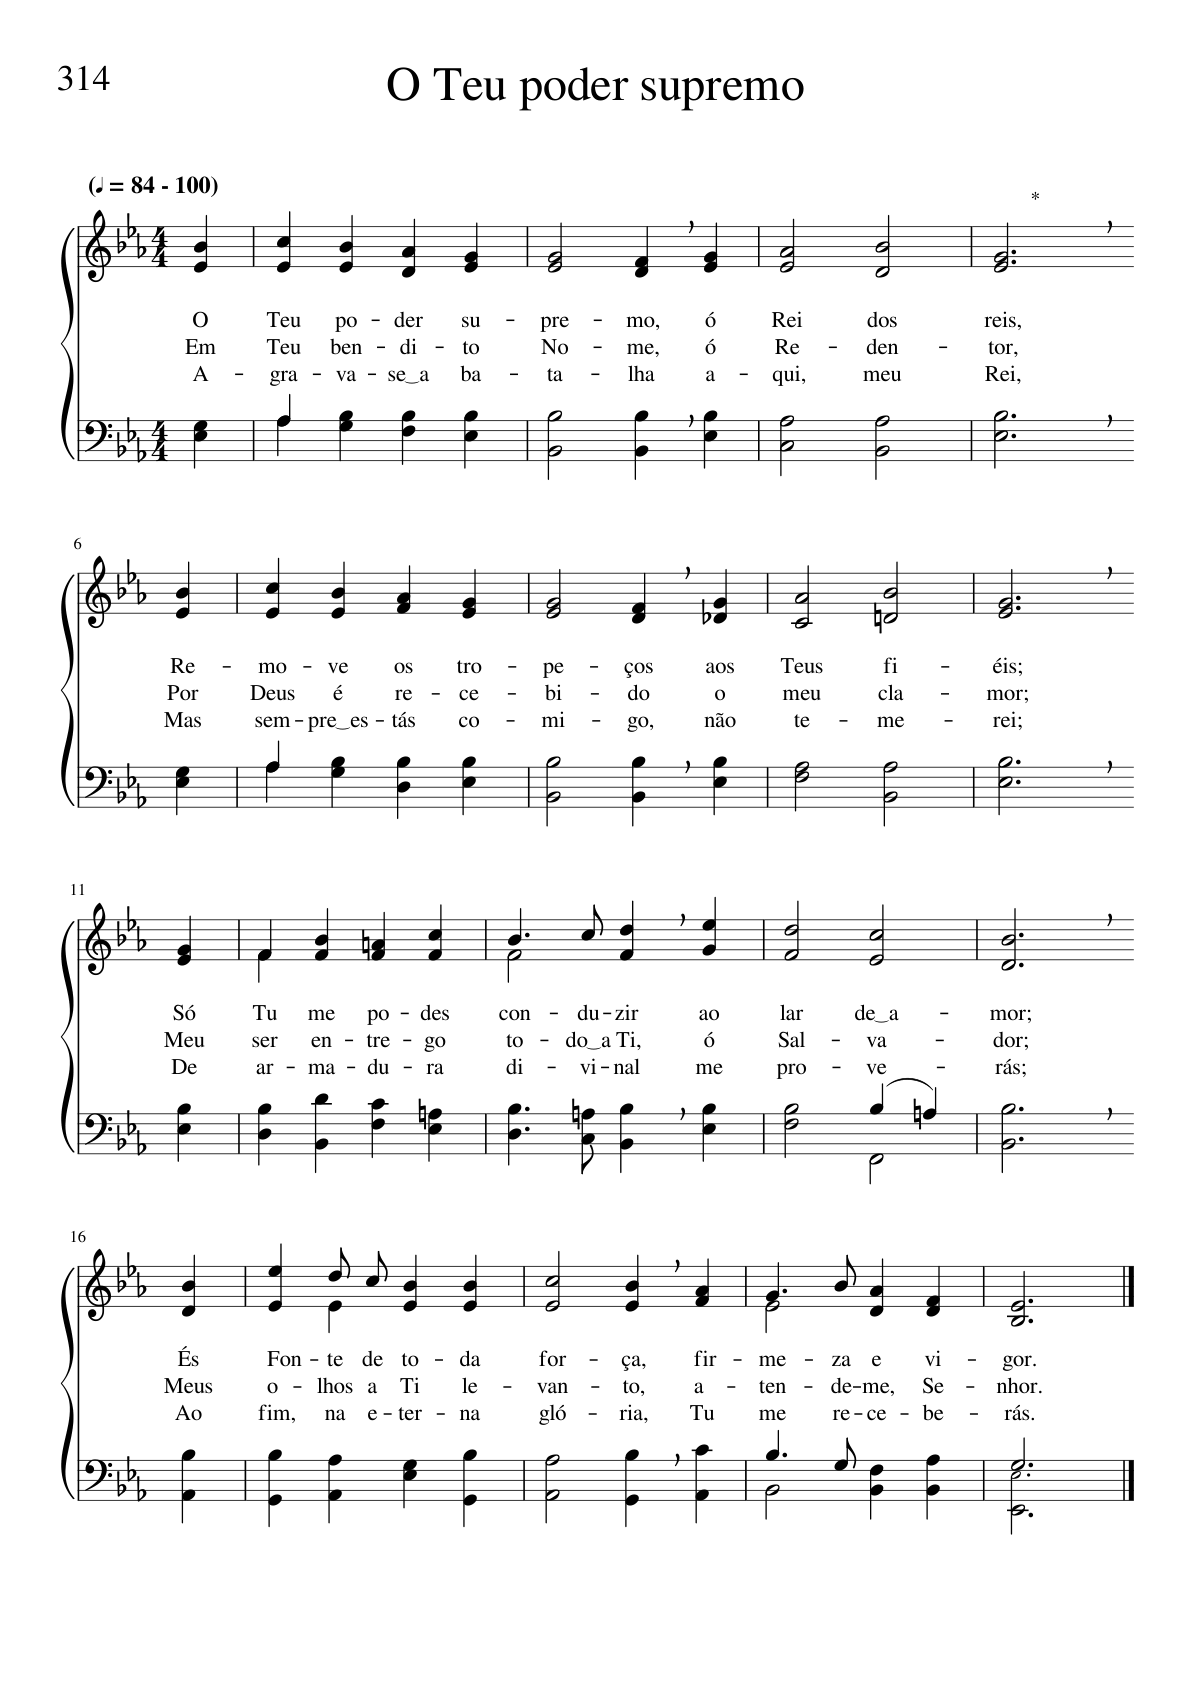 314
O Teu poder supremo
(♩ = 84 - 100)
*
O Teu po – der su – pre – mo, ó Rei dos reis,
Em Teu ben – di – to No – me, ó Re – den – tor,
A – gra – va – se‿a ba – ta – lha a – qui, meu Rei,
6
Re – mo – ve os tro – pe – ços aos Teus fi – éis;
Por Deus é re – ce – bi – do o meu cla – mor;
Mas sem – pre‿es – tás co – mi – go, não te – me – rei;
11
Só Tu me po – des con – du – zir ao lar de‿a – mor;
Meu ser en – tre – go to – do‿a Ti, ó Sal – va – dor;
De ar – ma – du – ra di – vi – nal me pro – ve – rás;
16
És Fon – te de to – da for – ça, fir – me – za e vi – gor.
Meus o – lhos a Ti le – van – to, a – ten – de–me, Se – nhor.
Ao fim, na e – ter – na gló – ria, Tu me re – ce – be – rás.